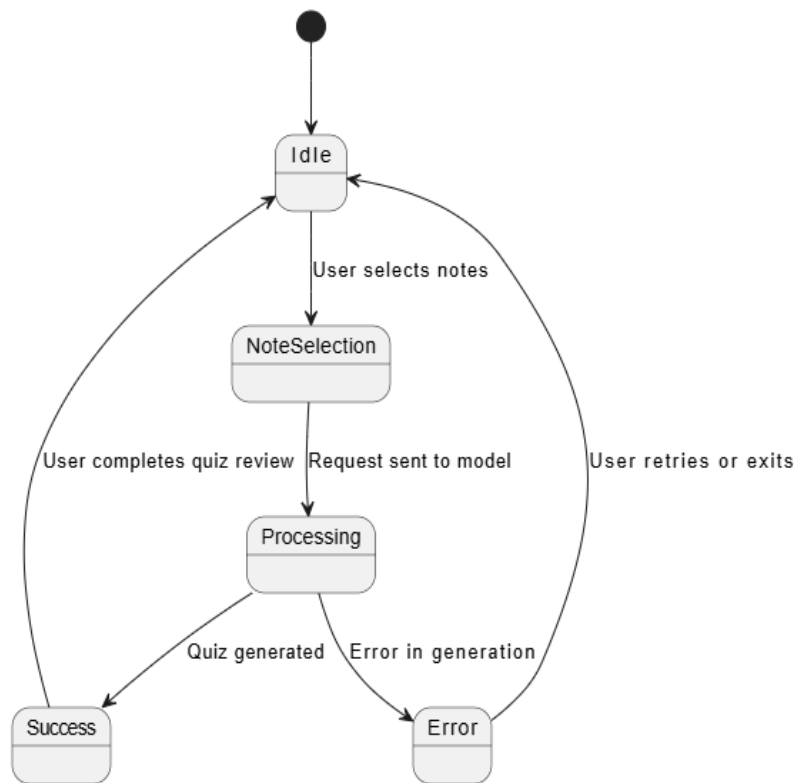 Idle
User selects notes
NoteSelection
User completes quiz review
Request sent to model
User retries or exits
Processing
Quiz generated
Error in generation
Success
Error